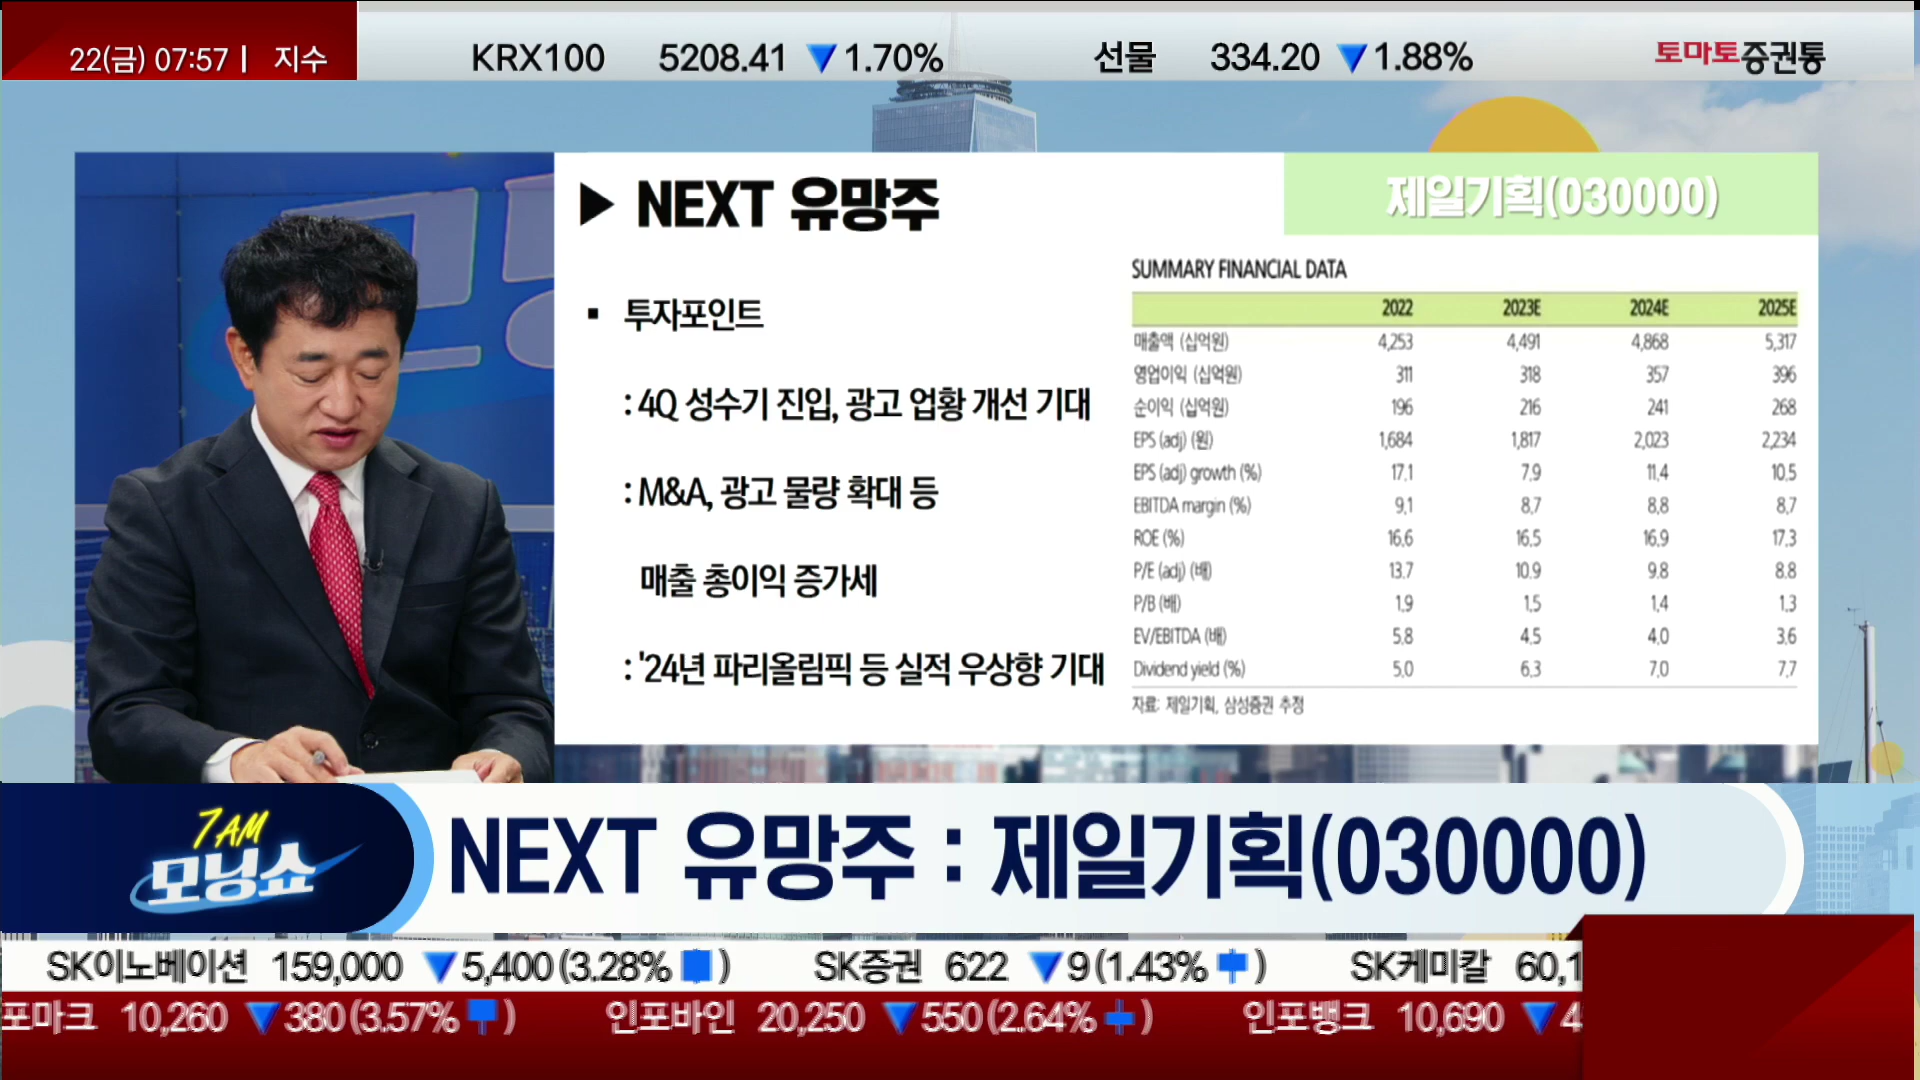 22(금) 07:57 | 지수
KRX100 5208.41 ▼1.70% 선물 334.20 ▼1.88%
토마토증권통
▶ NEXT 유망주
제일기획(030000)
▪ 투자포인트
: 4Q 성수기 진입, 광고 업황 개선 기대
: M&A, 광고 물량 확대 등
매출 총이익 증가세
: '24년 파리올림픽 등 실적 우상향 기대
SUMMARY FINANCIAL DATA
2022 2023E 2024E 2025E
매출액 (십억원) 4,253 4,491 4,868 5,317
영업이익 (십억원) 311 318 357 396
순이익 (십억원) 196 216 241 268
EPS (adj) (원) 1,684 1,817 2,023 2,234
EPS (adj) growth (%) 17.1 7.9 11.4 10.5
EBITDA margin (%) 9.1 8.7 8.8 8.7
ROE (%) 16.6 16.5 16.9 17.3
P/E (adj) (배) 13.7 10.9 9.8 8.8
P/B (배) 1.9 1.5 1.4 1.3
EV/EBITDA (배) 5.8 4.5 4.0 3.6
Dividend yield (%) 5.0 6.3 7.0 7.7
자료: 제일기획, 삼성증권 추정
7 AM
모닝쇼
NEXT 유망주 : 제일기획(030000)
SK이노베이션 159,000 ▼5,400(3.28% ) SK증권 622 ▼9(1.43% ) SK케미칼 60,1
포마크 10,260 ▼380(3.57% ) 인포바인 20,250 ▼550(2.64% ) 인포뱅크 10,690 ▼4